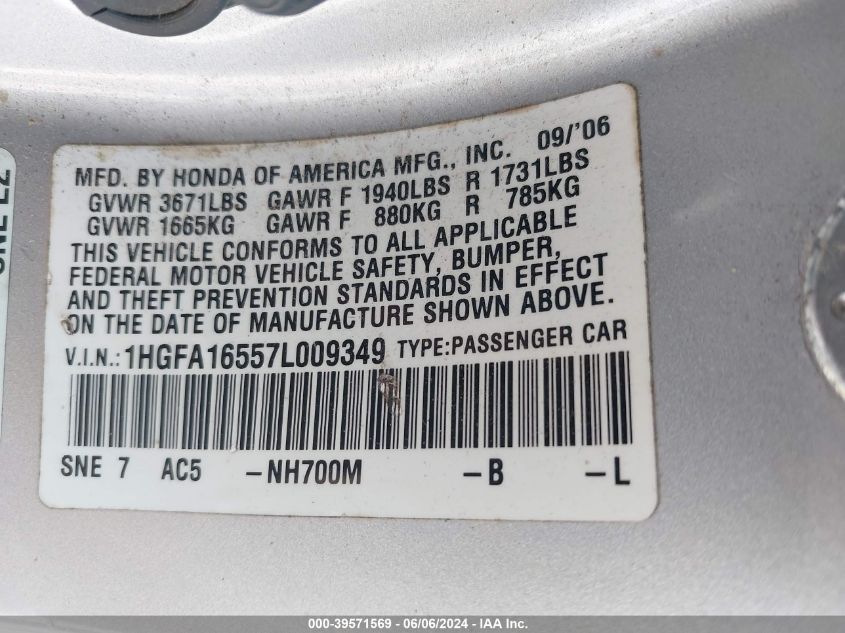 MFD. BY HONDA OF AMERICA MFG., INC. 09/'06
GVWR 3671LBS GAWR F 1940LBS R 1731LBS
GVWR 1665KG GAWR F 880KG R 785KG
THIS VEHICLE CONFORMS TO ALL APPLICABLE
FEDERAL MOTOR VEHICLE SAFETY, BUMPER,
AND THEFT PREVENTION STANDARDS IN EFFECT
ON THE DATE OF MANUFACTURE SHOWN ABOVE.
V.I.N.:1HGFA16557L009349 TYPE:PASSENGER CAR
SNE 7 AC5 -NH700M -B -L
000-39571569 - 06/06/2024 - IAA Inc.